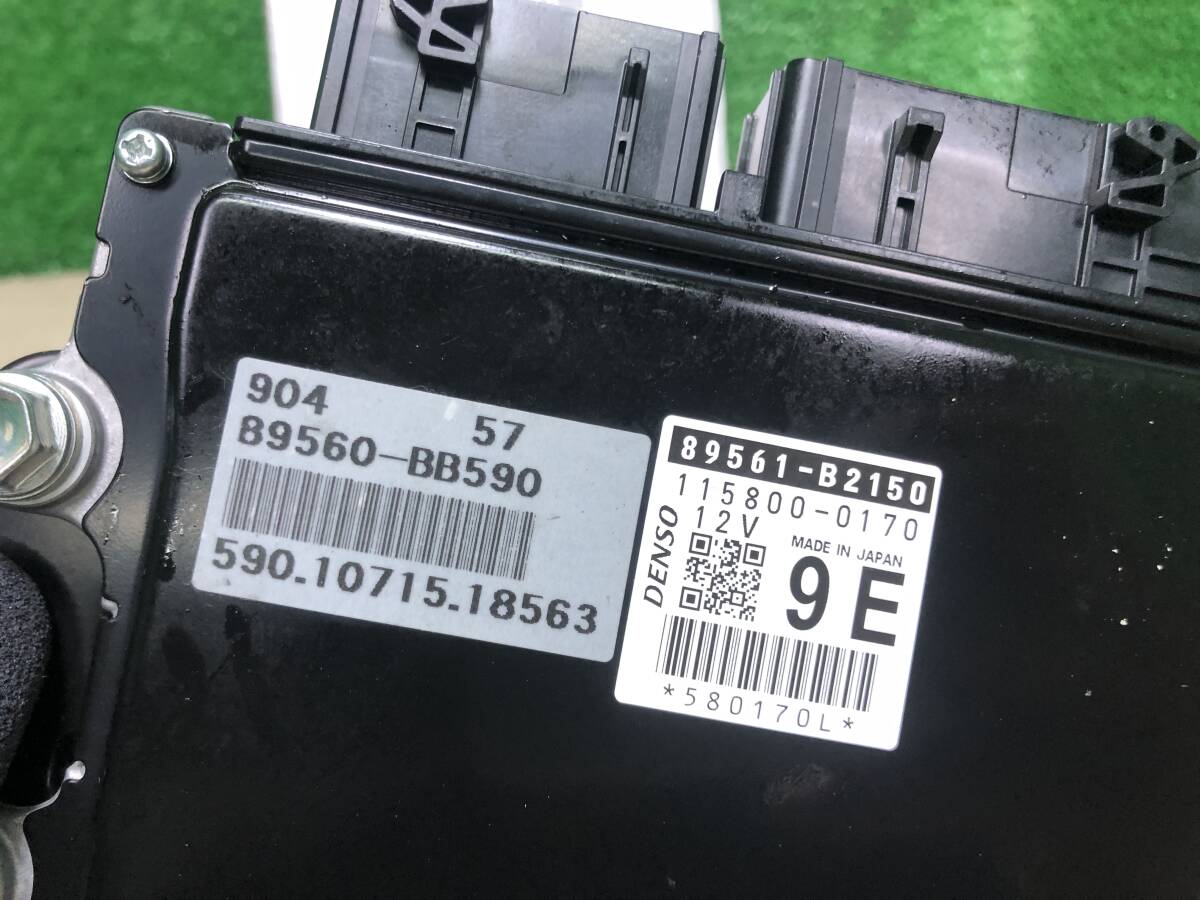 904
57
89560-BB590
590.10715.18563
89561-B2150
115800-0170
12V
MADE IN JAPAN
DENSO
9E
*580170L*